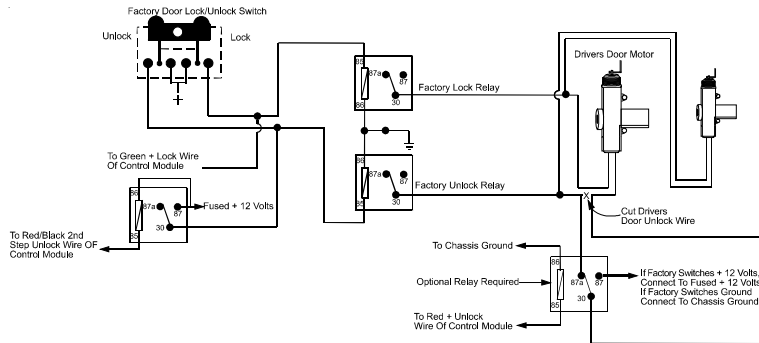 Factory Door Lock/Unlock Switch
Unlock
Lock
+
85
87a
87
30
86
Factory Lock Relay
Drivers Door Motor
To Green + Lock Wire
Of Control Module
86
87a
87
30
85
Factory Unlock Relay
86
87a
87
30
85
Fused + 12 Volts
X
Cut Drivers
Door Unlock Wire
To Red/Black 2nd
Step Unlock Wire OF
Control Module
To Chassis Ground
86
87a
87
30
85
Optional Relay Required
If Factory Switches + 12 Volts,
Connect To Fused + 12 Volts
If Factory Switches Ground
Connect To Chassis Ground
To Red + Unlock
Wire Of Control Module